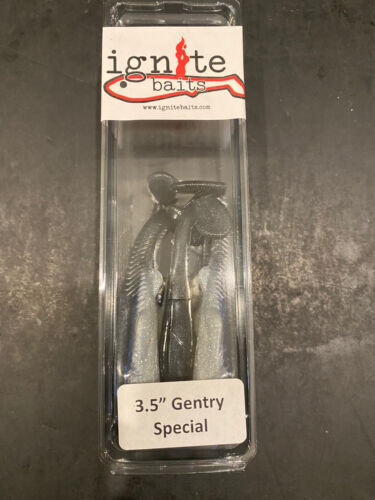 ignite
baits
www.ignitebaits.com
3.5” Gentry
Special